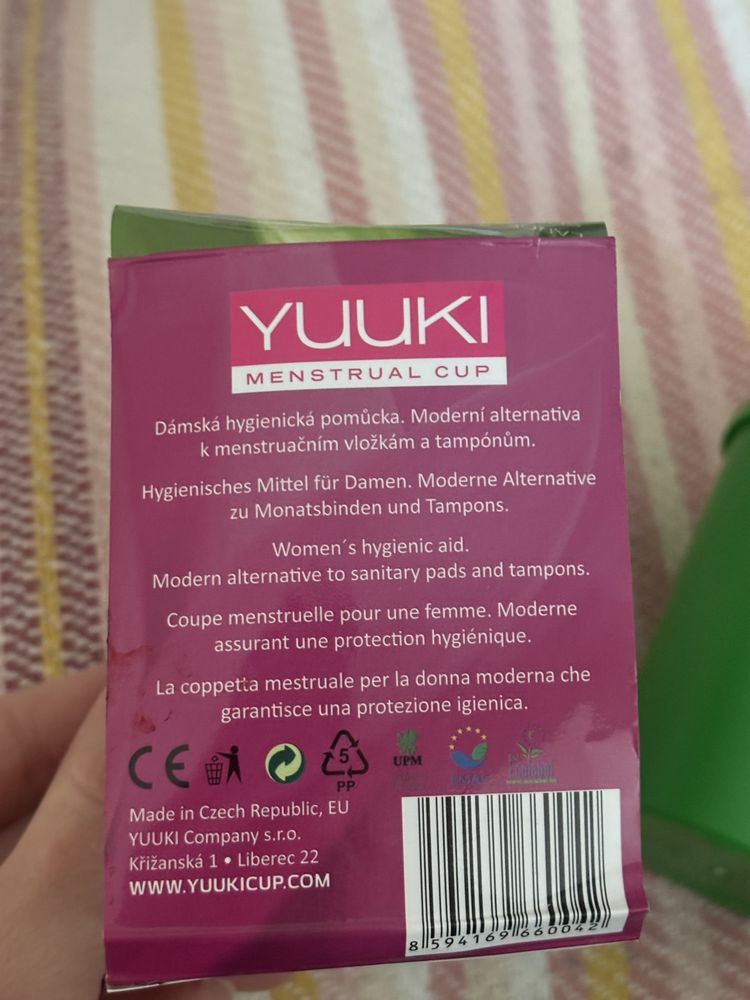 YUUKI
MENSTRUAL CUP
Dámská hygienická pomůcka. Moderní alternativa
k menstruačním vložkám a tampónům.
Hygienisches Mittel für Damen. Moderne Alternative
zu Monatsbinden und Tampons.
Women´s hygienic aid.
Modern alternative to sanitary pads and tampons.
Coupe menstruelle pour une femme. Moderne
assurant une protection hygiénique.
La coppetta mestruale per la donna moderna che
garantisce una protezione igienica.
CE
5
PP
UPM
Made in Czech Republic, EU
YUUKI Company s.r.o.
Křižanská 1 • Liberec 22
WWW.YUUKICUP.COM
8 594169 660042